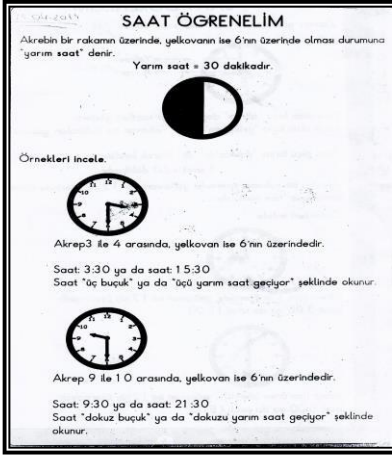 SAAT ÖGRENELİM
Akrebin bir rakamın üzerinde, yelkovanın ise 6'nın üzerinde olması durumuna
"yarım saat" denir.
Yarım saat = 30 dakikadır.
Örnekleri incele.
Akrep3 ile 4 arasında, yelkovan ise 6'nın üzerindedir.
Saat: 3:30 ya da saat: 15:30
Saat "üç buçuk" ya da "üçü yarım saat geçiyor" şeklinde okunur.
Akrep 9 ile 10 arasında, yelkovan ise 6'nın üzerindedir.
Saat: 9:30 ya da saat: 21:30
Saat "dokuz buçuk" ya da "dokuzu yarım saat geçiyor" şeklinde
okunur.